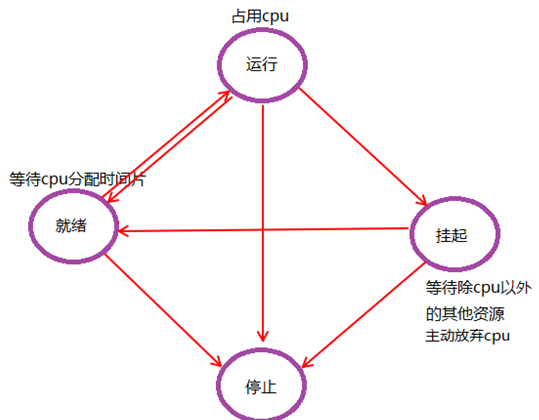 占用cpu
运行
等待cpu分配时间片
就绪
挂起
等待除cpu以外
的其他资源
主动放弃cpu
停止